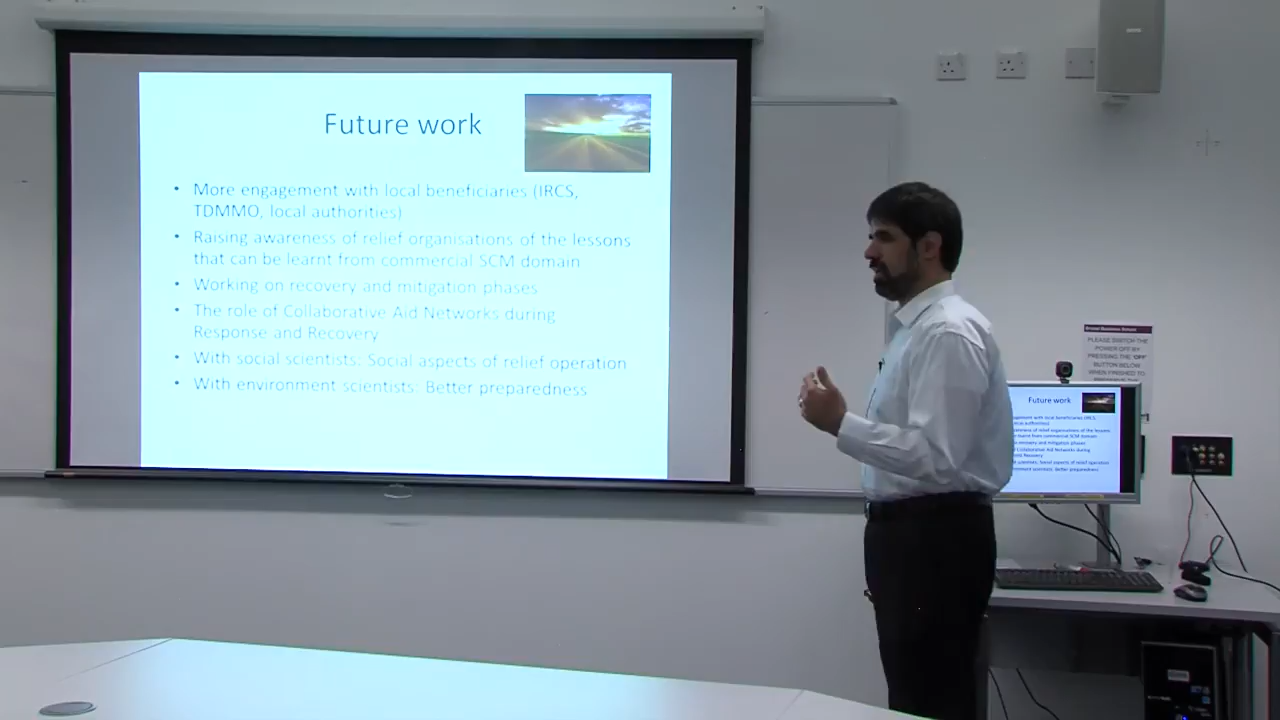 Future work
• More engagement with local beneficiaries (IRCS,
TDMMO, local authorities)
• Raising awareness of relief organisations of the lessons
that can be learnt from commercial SCM domain
• Working on recovery and mitigation phases
• The role of Collaborative Aid Networks during
Response and Recovery
• With social scientists: Social aspects of relief operation
• With environment scientists: Better preparedness
PLEASE SWITCH THE
POWER OFF BY
PRESSING THE 'OFF'
BUTTON BELOW
WHEN FINISHED TO
Future work